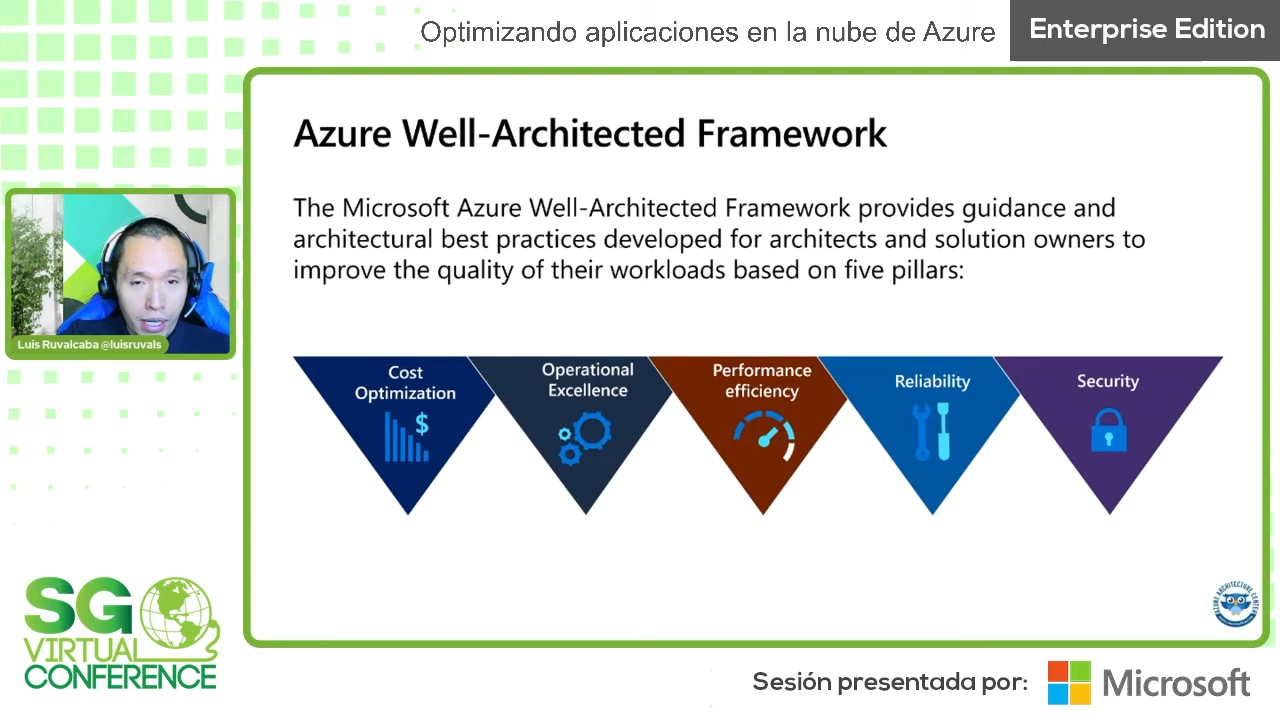 Optimizando aplicaciones en la nube de Azure
Enterprise Edition
Azure Well-Architected Framework
The Microsoft Azure Well-Architected Framework provides guidance and
architectural best practices developed for architects and solution owners to
improve the quality of their workloads based on five pillars:
Luis Ruvalcaba @luisruvals
Cost
Optimization
$
Operational
Excellence
Performance
efficiency
Reliability
Security
AZURE ARCHITECTURE CENTER
SG
VIRTUAL
CONFERENCE
Sesión presentada por:
Microsoft